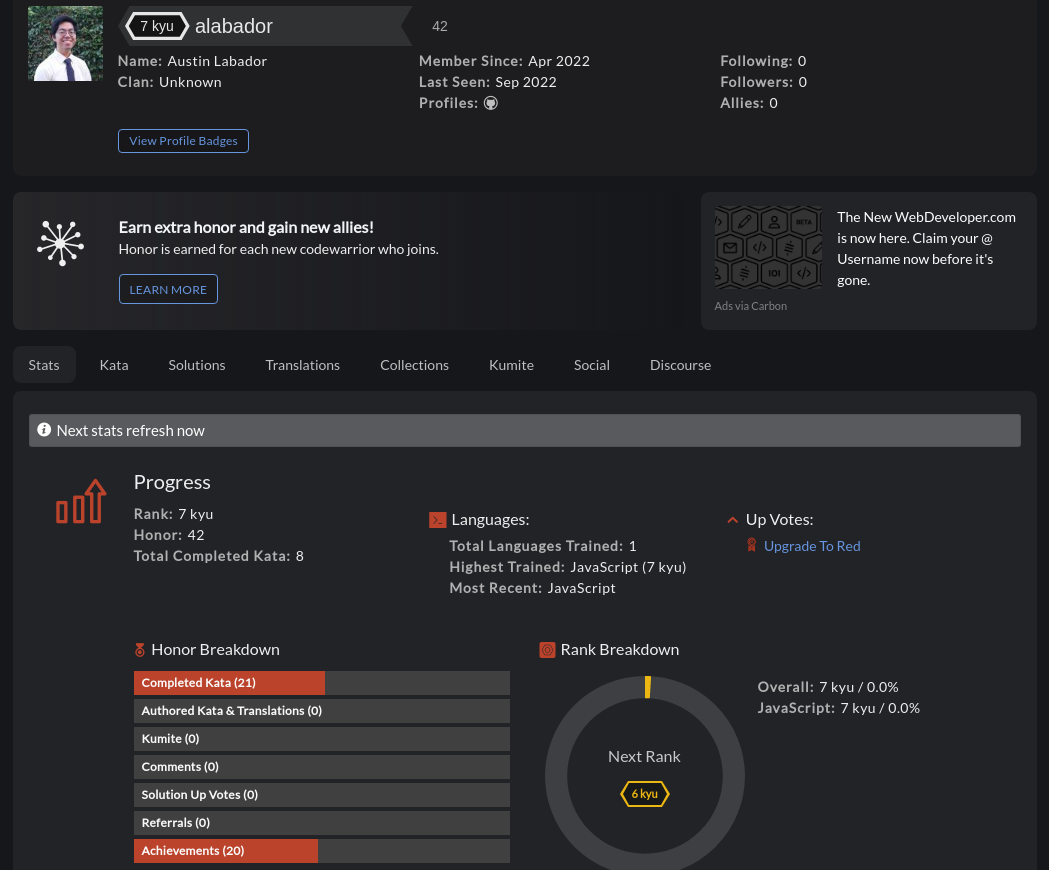 7 kyu alabador 42
Name: Austin Labador
Clan: Unknown
Member Since: Apr 2022
Last Seen: Sep 2022
Profiles:
Following: 0
Followers: 0
Allies: 0
View Profile Badges
Earn extra honor and gain new allies!
Honor is earned for each new codewarrior who joins.
LEARN MORE
BETA
101
The New WebDeveloper.com
is now here. Claim your @
Username now before it's
gone.
Ads via Carbon
Stats Kata Solutions Translations Collections Kumite Social Discourse
Next stats refresh now
Progress
Rank: 7 kyu
Honor: 42
Total Completed Kata: 8
Languages:
Total Languages Trained: 1
Highest Trained: JavaScript (7 kyu)
Most Recent: JavaScript
Up Votes:
Upgrade To Red
Honor Breakdown
Completed Kata (21)
Authored Kata & Translations (0)
Kumite (0)
Comments (0)
Solution Up Votes (0)
Referrals (0)
Achievements (20)
Rank Breakdown
Next Rank
6 kyu
Overall: 7 kyu / 0.0%
JavaScript: 7 kyu / 0.0%